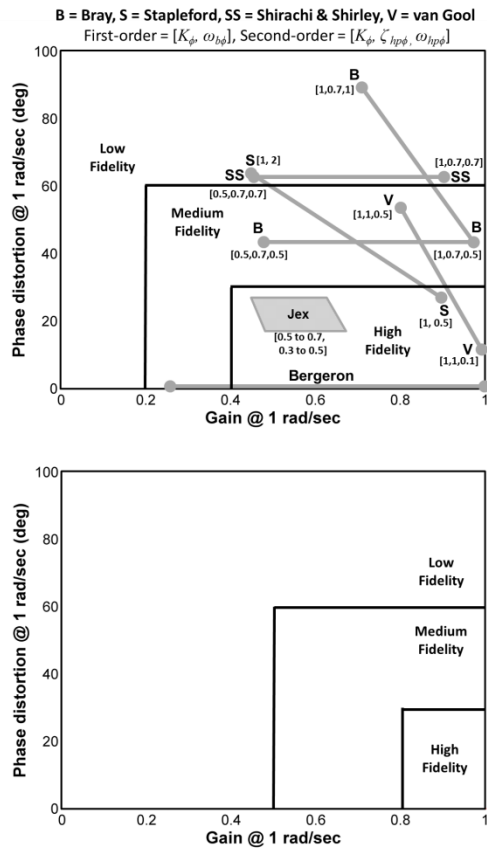 B = Bray, S = Stapleford, SS = Shirachi & Shirley, V = van Gool
First-order = [Kϕ, ωbϕ], Second-order = [Kϕ, ζhpϕ, ωhpϕ]
Phase distortion @ 1 rad/sec (deg)
100
80
60
40
20
0
Low
Fidelity
B
[1,0.7,1]
S [1, 2]
SS
[0.5,0.7,0.7]
[1,0.7,0.7]
SS
Medium
Fidelity
V
[1,1,0.5]
B
[0.5,0.7,0.5]
B
[1,0.7,0.5]
Jex
[0.5 to 0.7,
0.3 to 0.5]
High
Fidelity
S
[1, 0.5]
V
[1,1,0.1]
Bergeron
0
0.2
0.4
0.6
0.8
1
Gain @ 1 rad/sec
Phase distortion @ 1 rad/sec (deg)
100
80
60
40
20
0
Low
Fidelity
Medium
Fidelity
High
Fidelity
0
0.2
0.4
0.6
0.8
1
Gain @ 1 rad/sec